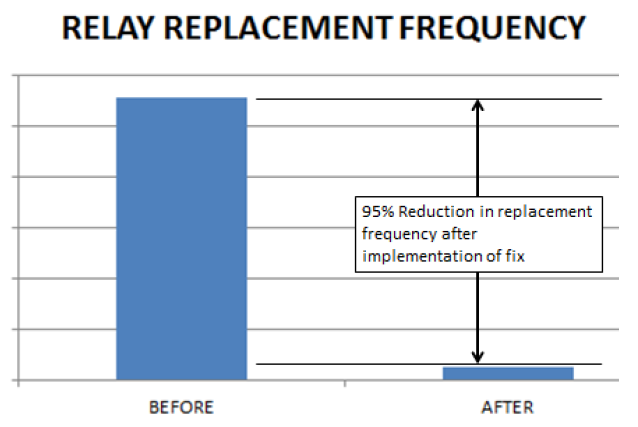 RELAY REPLACEMENT FREQUENCY
95% Reduction in replacement
frequency after
implementation of fix
BEFORE
AFTER